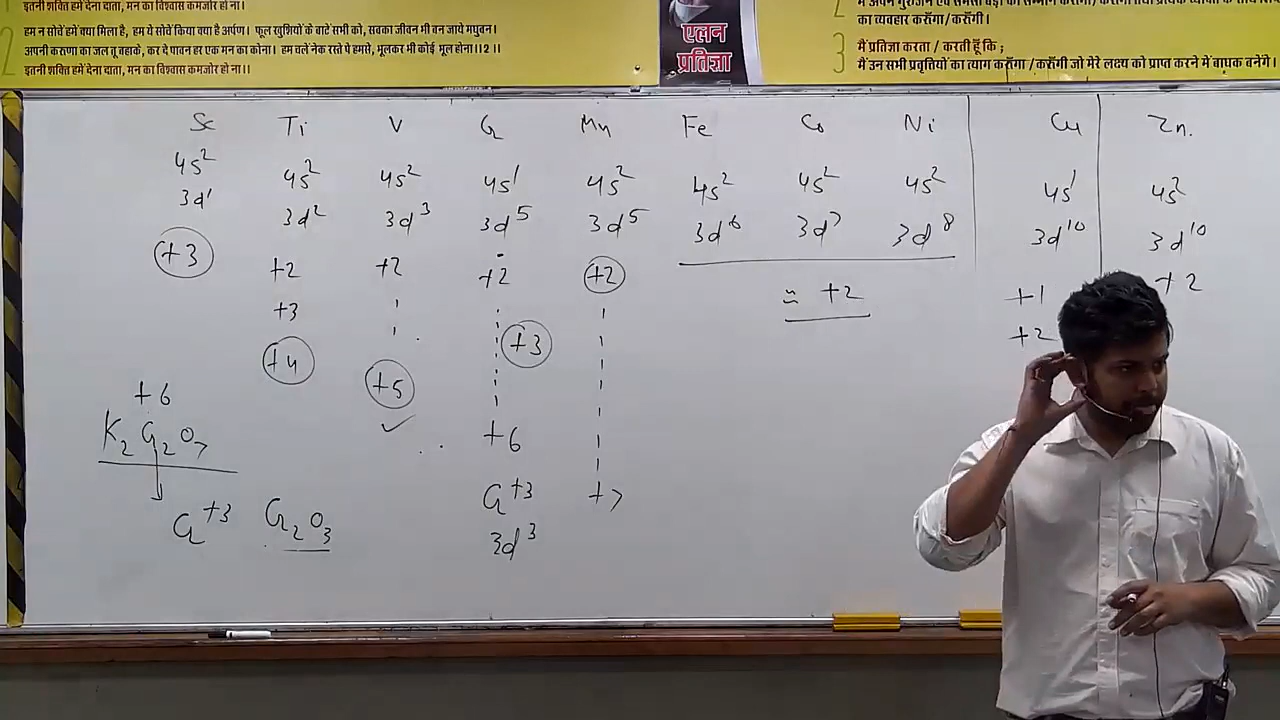 इतनी शक्ति हमें देना दाता, मन का विश्वास कमजोर हो ना।।
2
हम न सोचें हमें क्या मिला है, हम ये सोचें किया क्या है अर्पण। फूल खुशियों के बाटें सभी को, सबका जीवन भी बन जाये मधुबन।
अपनी करुणा का जल तू बहाके, कर दे पावन हर एक मन का कोना। हम चलें नेक रस्ते पे हमसे, भूलकर भी कोई भूल हो ना।।2।।
इतनी शक्ति हमें देना दाता, मन का विश्वास कमजोर हो ना।।
एलन
प्रतिज्ञा
2
का व्यवहार करूँगा / करूँगी।
3
मैं प्रतिज्ञा करता / करती हूँ कि ;
मैं उन सभी प्रवृत्तियों का त्याग करूँगा / करूँगी जो मेरे लक्ष्य को प्राप्त करने में बाधक बनेंगे।
Sc Ti V Cr Mn Fe Co Ni Cu Zn.
4s² 4s² 4s² 4s¹ 4s² 4s² 4s² 4s² 4s¹ 4s²
3d¹ 3d² 3d³ 3d⁵ 3d⁵ 3d⁶ 3d⁷ 3d⁸ 3d¹⁰ 3d¹⁰
+3 +2 +2 +2 +2 ≈ +2 +1 +2
+3 +3 +2
+4 +5
+6
K₂Cr₂O₇ +6
Cr⁺³ +7
Cr⁺³ Cr₂O₃ 3d³